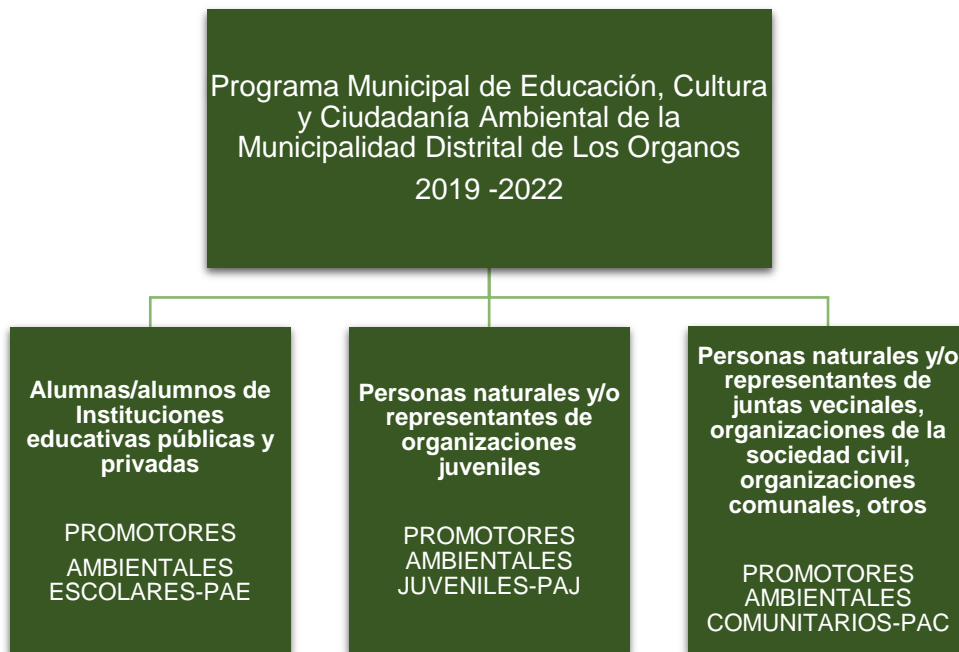 Programa Municipal de Educación, Cultura
y Ciudadanía Ambiental de la
Municipalidad Distrital de Los Organos
2019 -2022
Alumnas/alumnos de
Instituciones
educativas públicas y
privadas
PROMOTORES
AMBIENTALES
ESCOLARES-PAE
Personas naturales y/o
representantes de
organizaciones
juveniles
PROMOTORES
AMBIENTALES
JUVENILES-PAJ
Personas naturales y/o
representantes de
juntas vecinales,
organizaciones de la
sociedad civil,
organizaciones
comunales, otros
PROMOTORES
AMBIENTALES
COMUNITARIOS-PAC